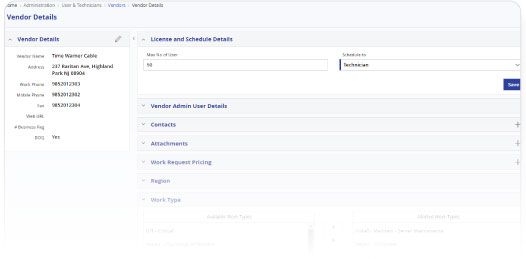 ome / Administration / User & Technicians / Vendors / Vendor Details
Vendor Details
Vendor Details
Vendor Name Time Warner Cable
Address 237 Raritan Ave, Highland
Park NJ 08904
Work Phone 9852012303
Mobile Phone 9852012302
Fax 9852012304
Web URL
# Business Reg
BOQ Yes
License and Schedule Details
Max No of User
50
Schedule to
Technician
Save
Vendor Admin User Details
Contacts
Attachments
Work Request Pricing
Region
Work Type
Available Work Types
Allotted Work Types